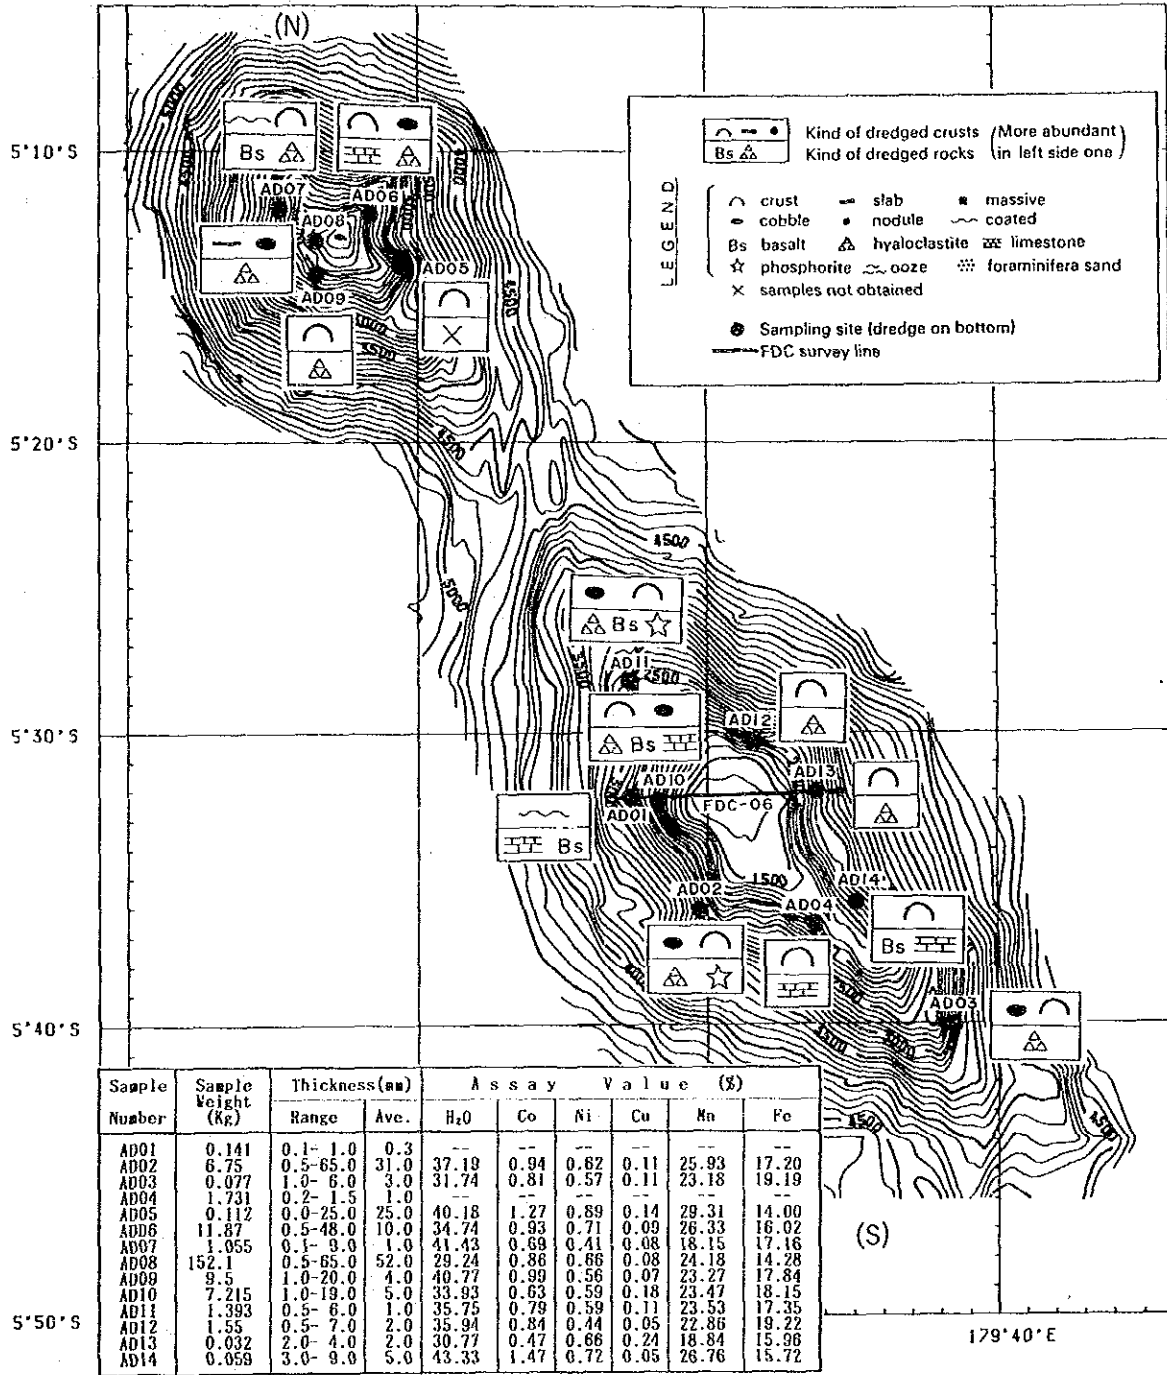 (N)
5000
4500
4500
Bs
AD07
AD06
AD08
AD05
AD09
3500
4500
4500
5°10'S
5°20'S
5°30'S
5°40'S
5°50'S
Kind of dredged crusts (More abundant
Kind of dredged rocks in left side one)
Bs
LEGEND
crust slab massive
cobble nodule coated
Bs basalt hyaloclastite limestone
phosphorite ooze foraminifera sand
samples not obtained
Sampling site (dredge on bottom)
FDC survey line
4500
5000
Bs
AD11
2500
3500
AD12
Bs
AD10
AD13
FDC-06
AD01
Bs
1500
AD02
AD04
AD14
Bs
AD03
3500
3000
4500
4500
(S)
179°40'E
Sample Number Sample Weight (Kg) Thickness(mm) Assay Value (%)
Range Ave. H₂O Co Ni Cu Mn Fe
AD01 0.141 0.1- 1.0 0.3 -- -- -- -- -- --
AD02 6.75 0.5-65.0 31.0 37.19 0.94 0.62 0.11 25.93 17.20
AD03 0.077 1.0- 6.0 3.0 31.74 0.81 0.57 0.11 23.18 19.19
AD04 1.731 0.2- 1.5 1.0 -- -- -- -- -- --
AD05 0.112 0.0-25.0 25.0 40.18 1.27 0.89 0.14 29.31 14.00
AD06 11.87 0.5-48.0 10.0 34.74 0.93 0.71 0.09 26.33 16.02
AD07 1.055 0.1- 9.0 1.0 41.43 0.69 0.41 0.08 18.15 17.16
AD08 152.1 0.5-65.0 52.0 29.24 0.86 0.66 0.08 24.18 14.28
AD09 9.5 1.0-20.0 4.0 40.77 0.99 0.56 0.07 23.27 17.84
AD10 7.215 1.0-19.0 5.0 33.93 0.63 0.59 0.18 23.47 18.15
AD11 1.393 0.5- 6.0 1.0 35.75 0.79 0.59 0.11 23.53 17.35
AD12 1.55 0.5- 7.0 2.0 35.94 0.84 0.44 0.05 22.86 19.22
AD13 0.032 2.0- 4.0 2.0 30.77 0.47 0.66 0.24 18.84 15.96
AD14 0.059 3.0- 9.0 5.0 43.33 1.47 0.72 0.05 26.76 15.72